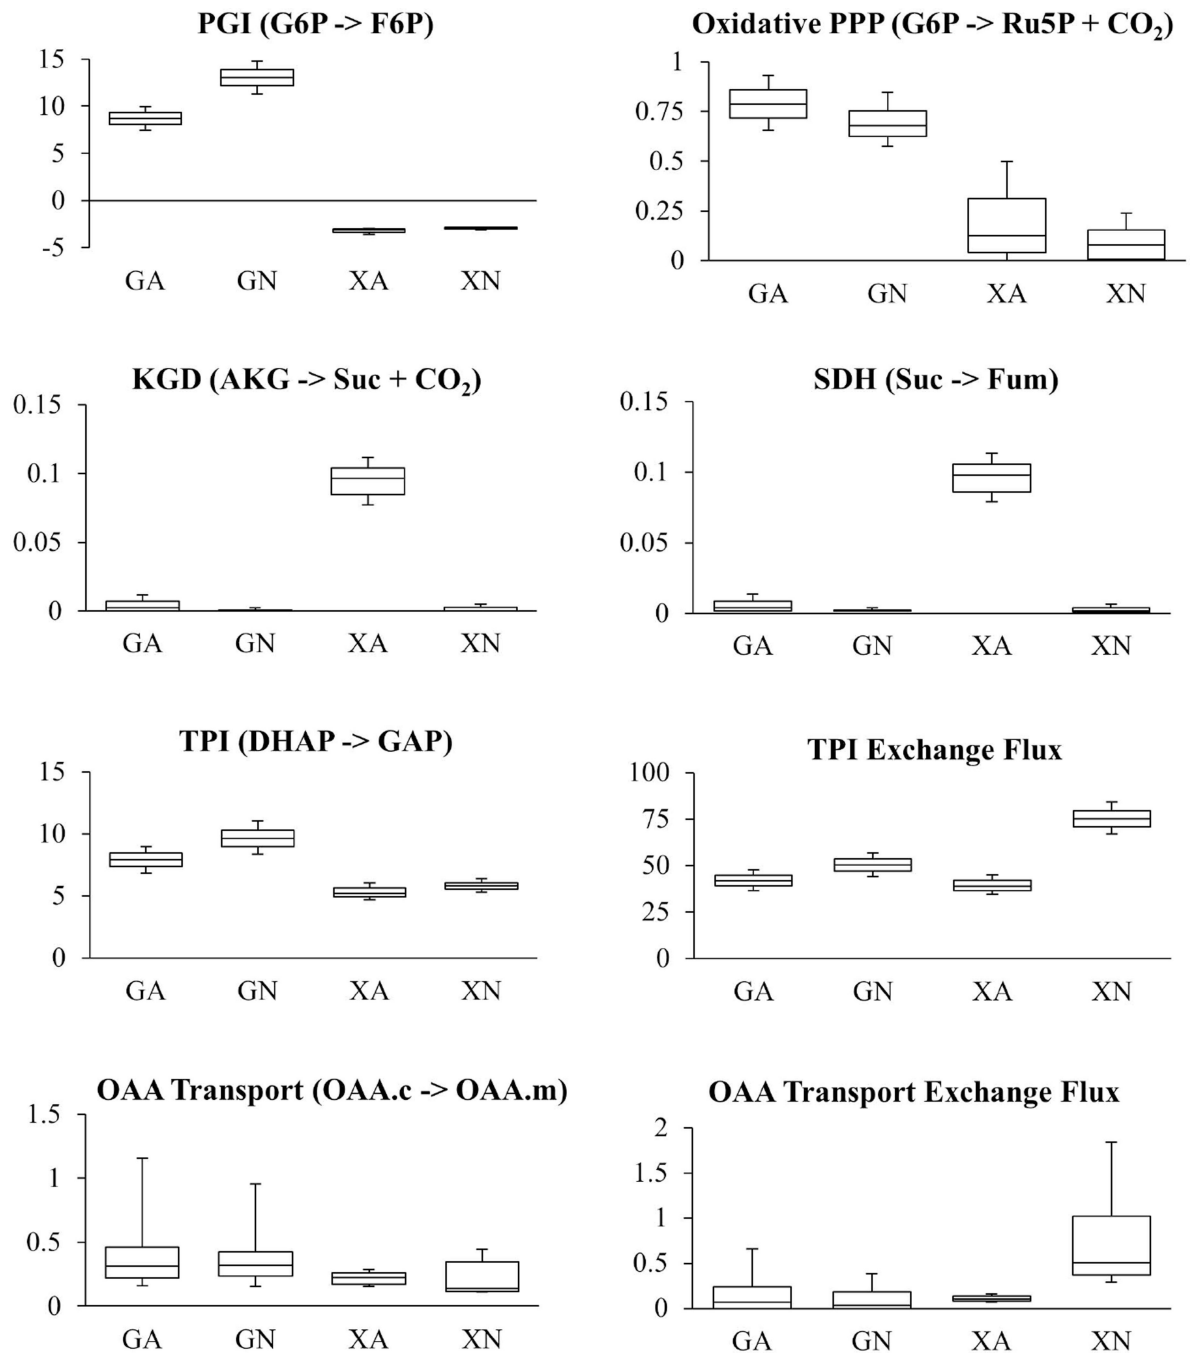 PGI (G6P -> F6P)
15
10
5
0
-5
GA GN XA XN
Oxidative PPP (G6P -> Ru5P + CO₂)
1
0.75
0.5
0.25
0
GA GN XA XN
KGD (AKG -> Suc + CO₂)
0.15
0.1
0.05
0
GA GN XA XN
SDH (Suc -> Fum)
0.15
0.1
0.05
0
GA GN XA XN
TPI (DHAP -> GAP)
15
10
5
0
GA GN XA XN
TPI Exchange Flux
100
75
50
25
0
GA GN XA XN
OAA Transport (OAA.c -> OAA.m)
1.5
1
0.5
0
GA GN XA XN
OAA Transport Exchange Flux
2
1.5
1
0.5
0
GA GN XA XN